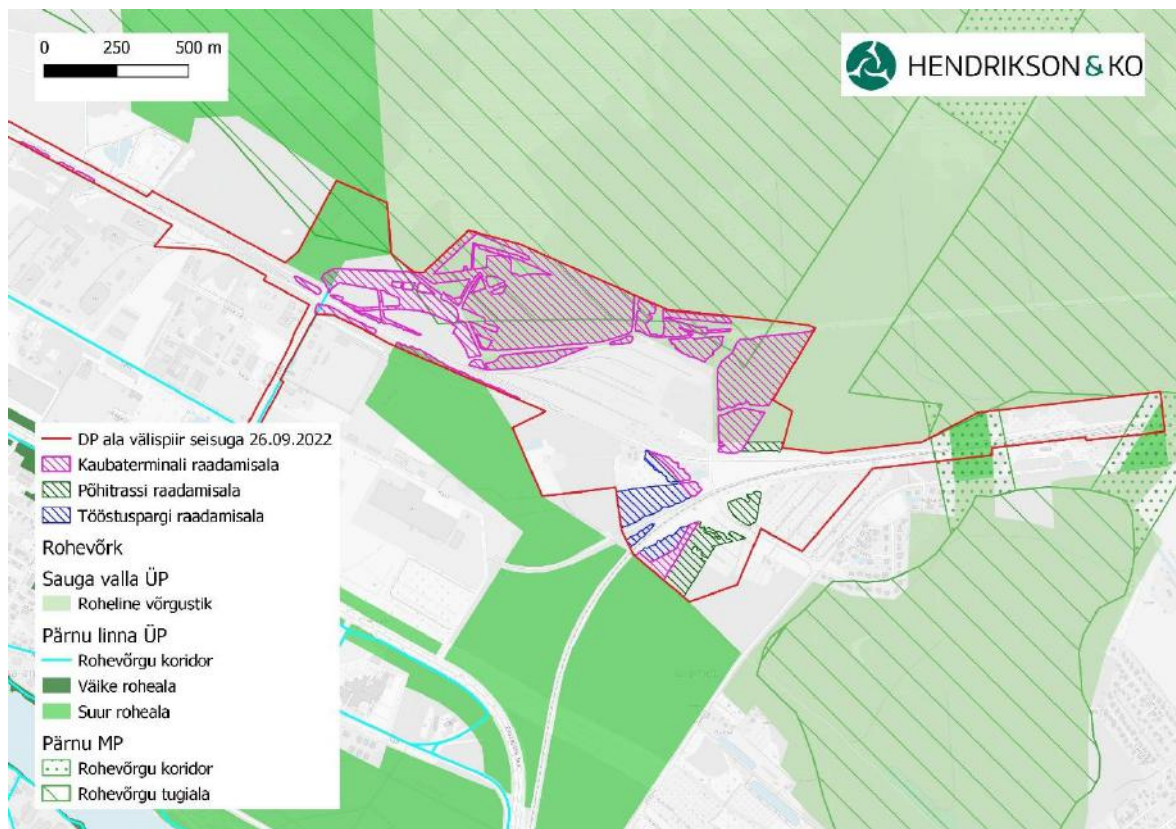 0 250 500 m
HENDRIKSON & KO
DP ala välispiir seisuga 26.09.2022
Kaubaterminali raadamisala
Põhitrassi raadamisala
Tööstuspargi raadamisala
Rohevõrk
Sauga valla ÜP
Roheline võrgustik
Pärnu linna ÜP
Rohevõrgu koridor
Väike roheala
Suur roheala
Pärnu MP
Rohevõrgu koridor
Rohevõrgu tugiala